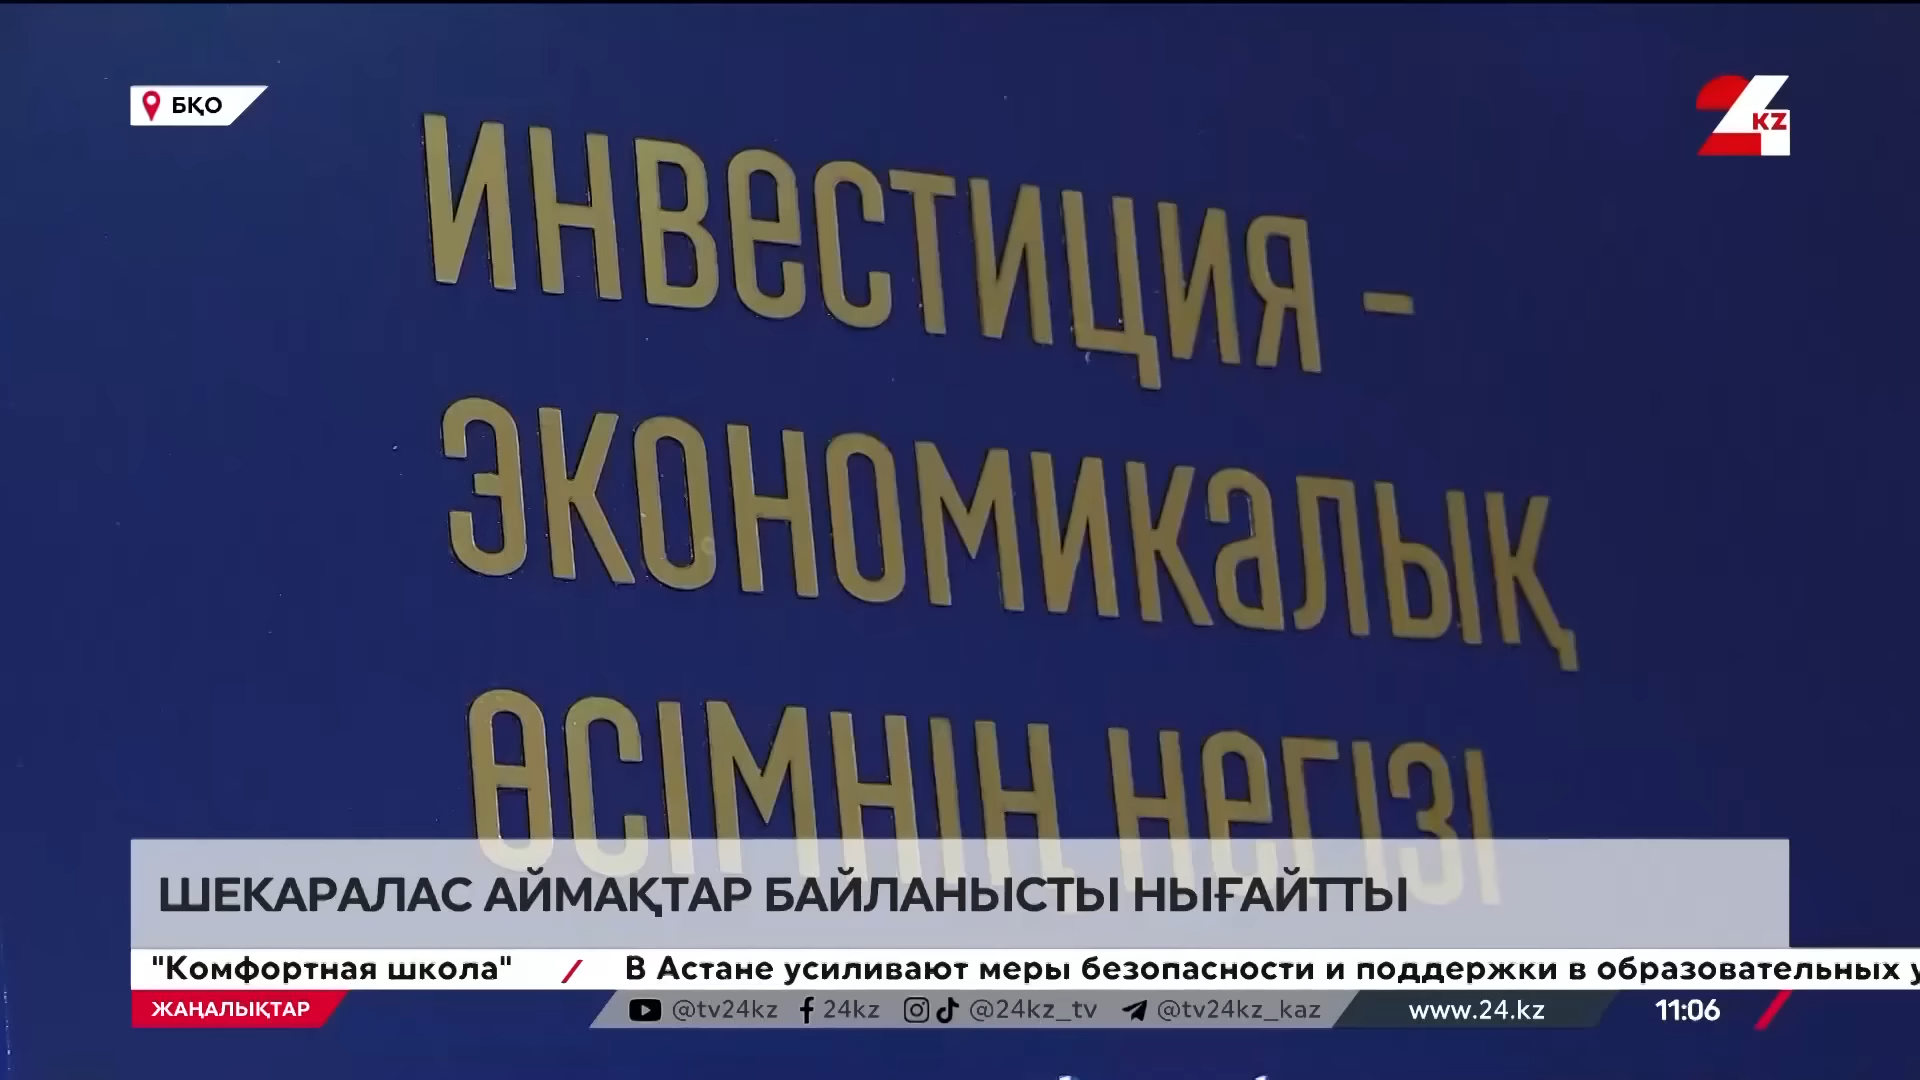 БҚО
24 KZ
ИНВЕСТИЦИЯ -
ЭКОНОМИКАЛЫҚ
ӨСІМНІҢ НЕГІЗІ
ШЕКАРАЛАС АЙМАҚТАР БАЙЛАНЫСТЫ НЫҒАЙТТЫ
"Комфортная школа" / В Астане усиливают меры безопасности и поддержки в образовательных у
ЖАҢАЛЫҚТАР @tv24kz 24kz @24kz_tv @tv24kz_kaz www.24.kz 11:06